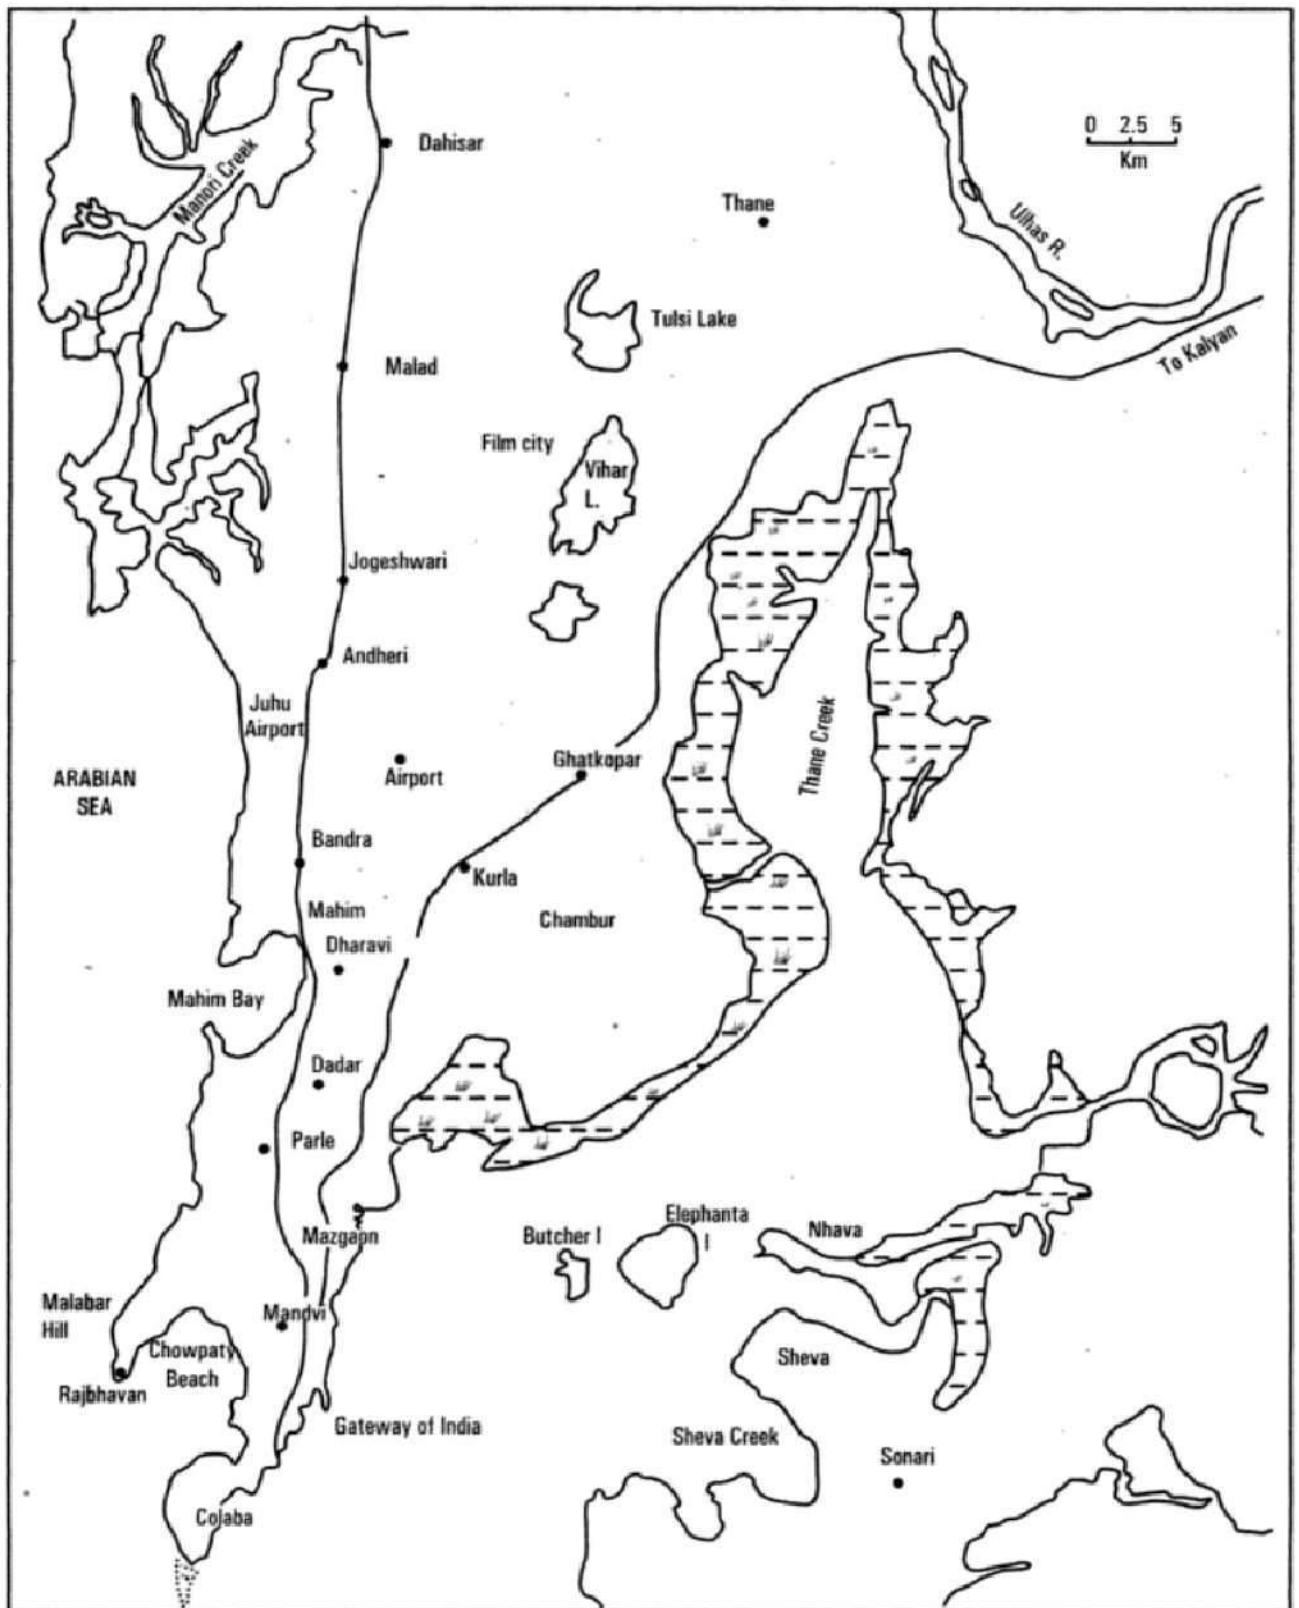 Dahisar
Manori Creek
0 2.5 5
Km
Thane
Ulhas R.
Tulsi Lake
To Kalyan
Malad
Film city
Vihar
L.
Jogeshwari
Andheri
Juhu
Airport
Thane Creek
ARABIAN
SEA
Airport
Ghatkopar
Bandra
Kurla
Mahim
Chambur
Dharavi
Mahim Bay
Dadar
Parle
Mazgaon
Butcher I
Elephanta
I
Nhava
Malabar
Hill
Mandvi
Chowpaty
Beach
Rajbhavan
Sheva
Gateway of India
Sheva Creek
Sonari
Colaba